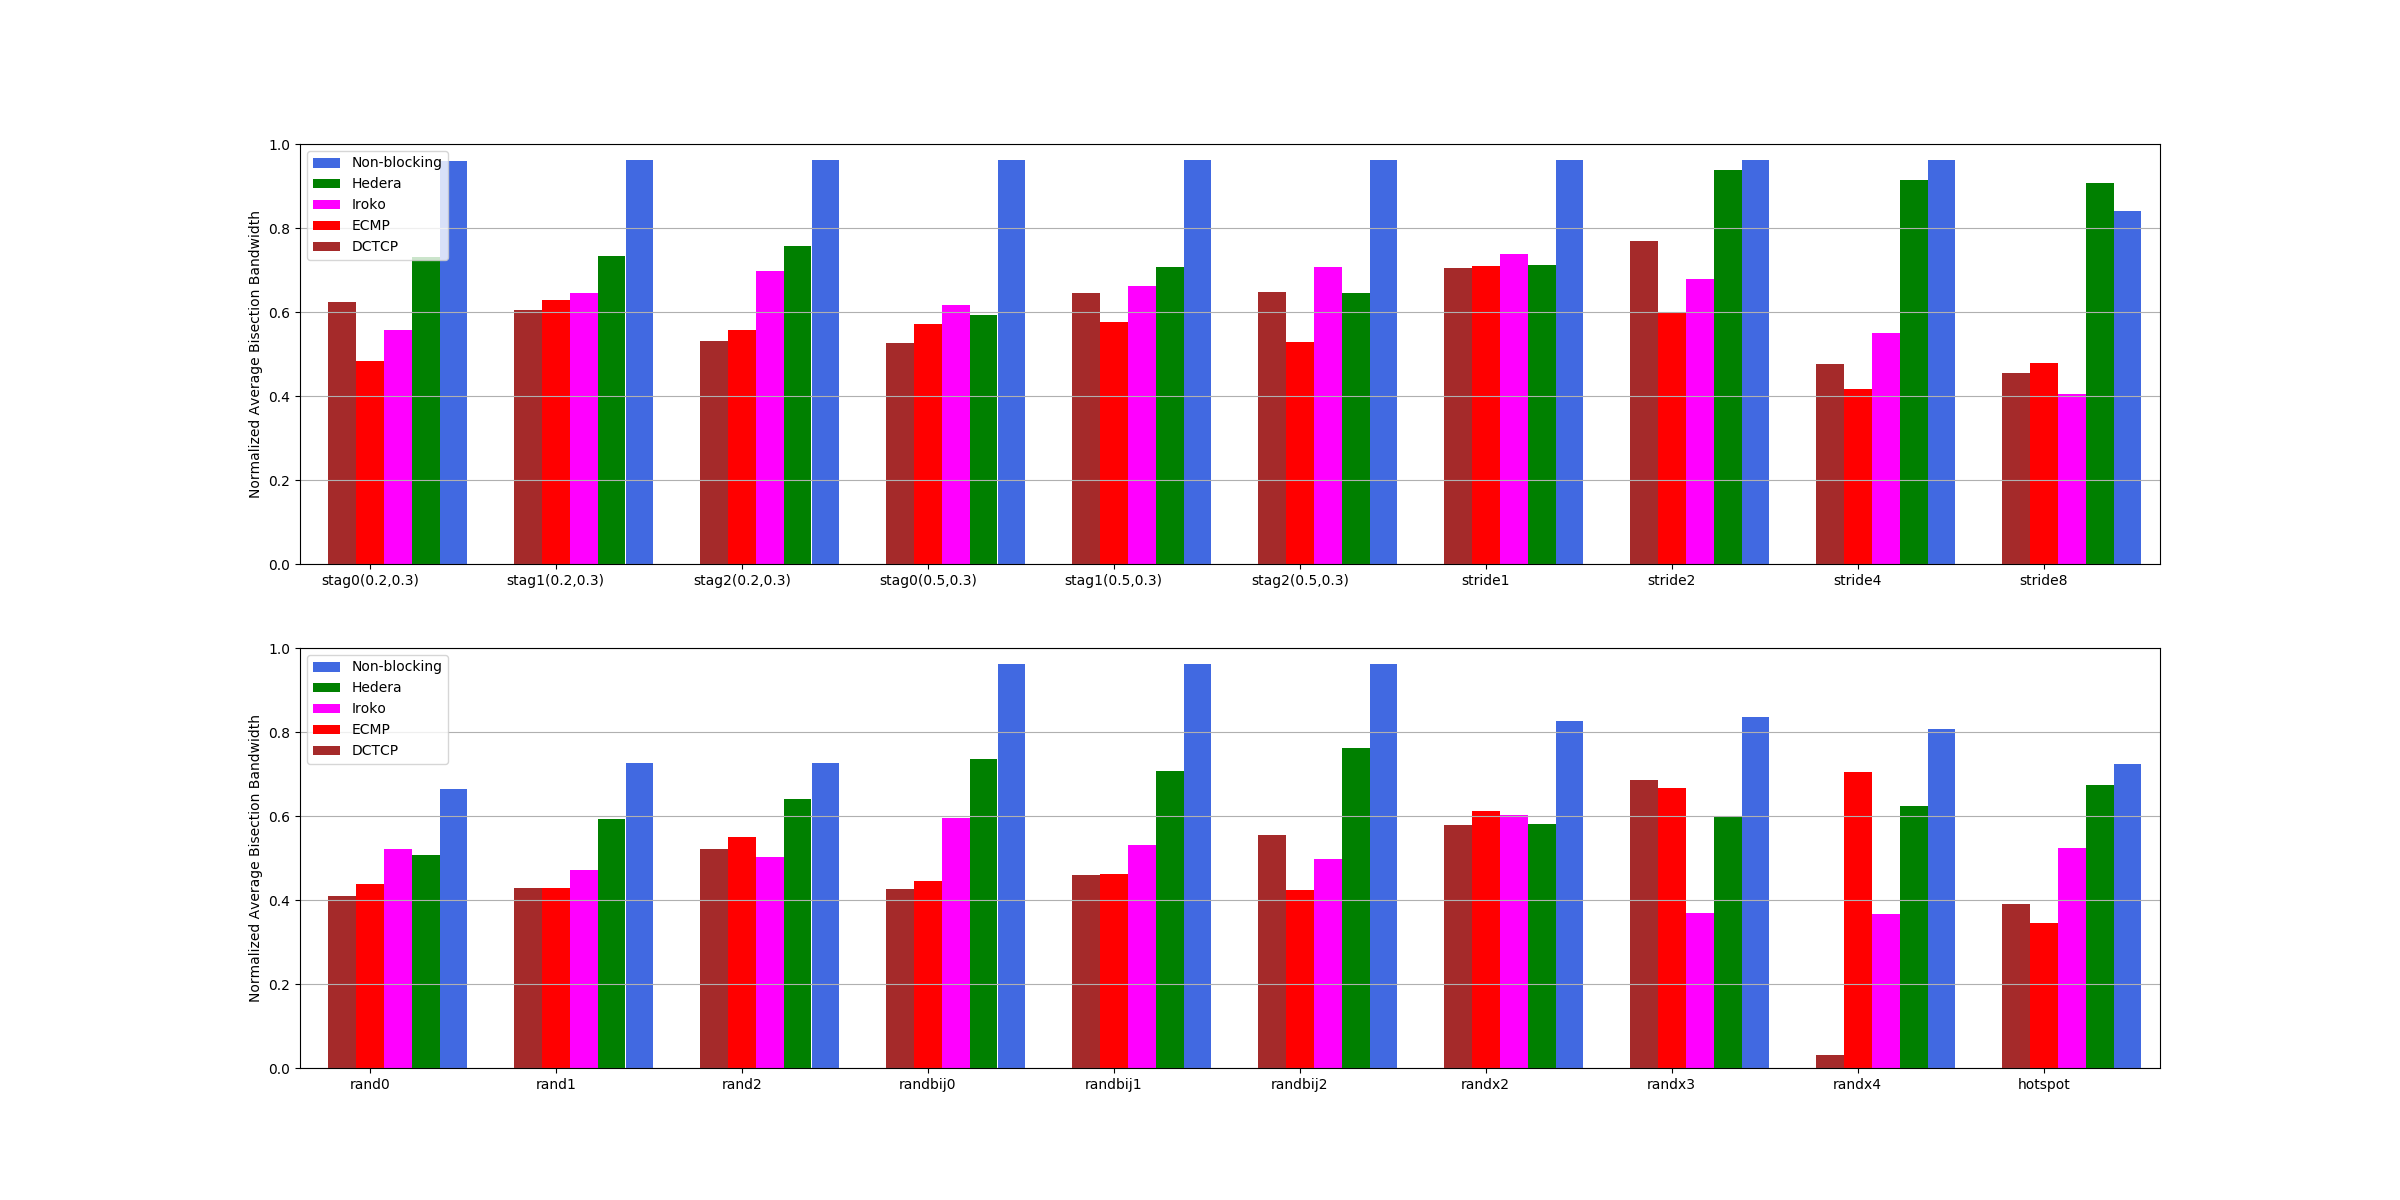 Normalized Average Bisection Bandwidth
1.0
0.8
0.6
0.4
0.2
0.0
Non-blocking
Hedera
Iroko
ECMP
DCTCP
stag0(0.2,0.3) stag1(0.2,0.3) stag2(0.2,0.3) stag0(0.5,0.3) stag1(0.5,0.3) stag2(0.5,0.3) stride1 stride2 stride4 stride8
Normalized Average Bisection Bandwidth
1.0
0.8
0.6
0.4
0.2
0.0
Non-blocking
Hedera
Iroko
ECMP
DCTCP
rand0 rand1 rand2 randbij0 randbij1 randbij2 randx2 randx3 randx4 hotspot